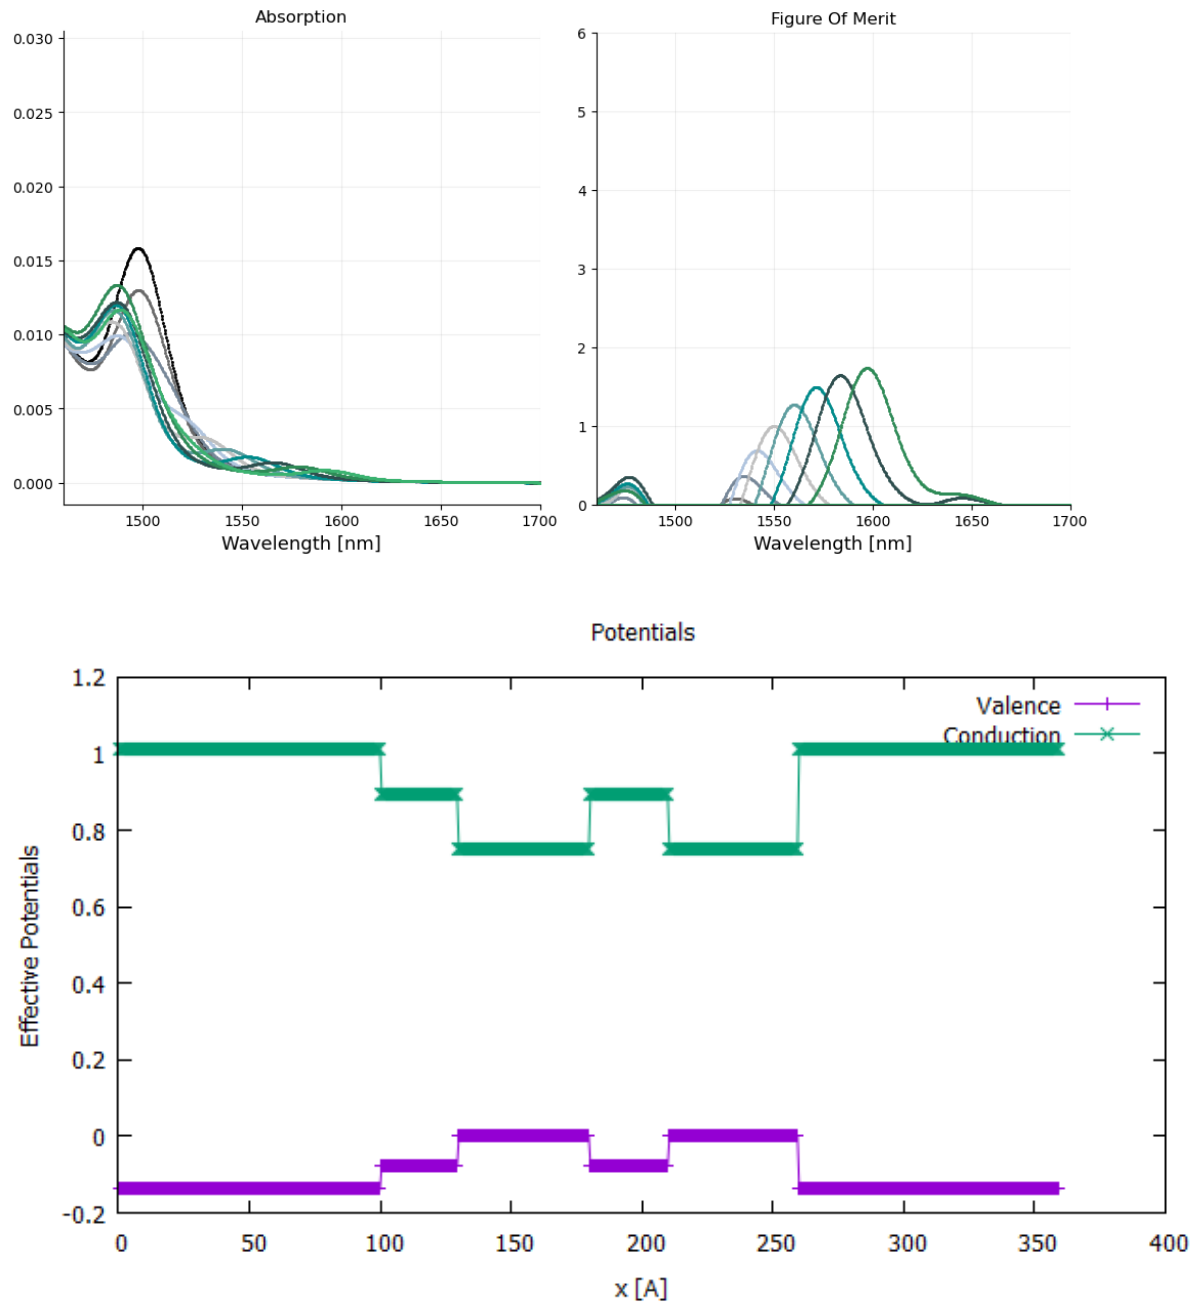 Absorption
0.030
0.025
0.020
0.015
0.010
0.005
0.000
1500 1550 1600 1650 1700
Wavelength [nm]
Figure Of Merit
6
5
4
3
2
1
0
1500 1550 1600 1650 1700
Wavelength [nm]
Potentials
Valence
Conduction
Effective Potentials
1.2
1
0.8
0.6
0.4
0.2
0
-0.2
0 50 100 150 200 250 300 350 400
x [A]